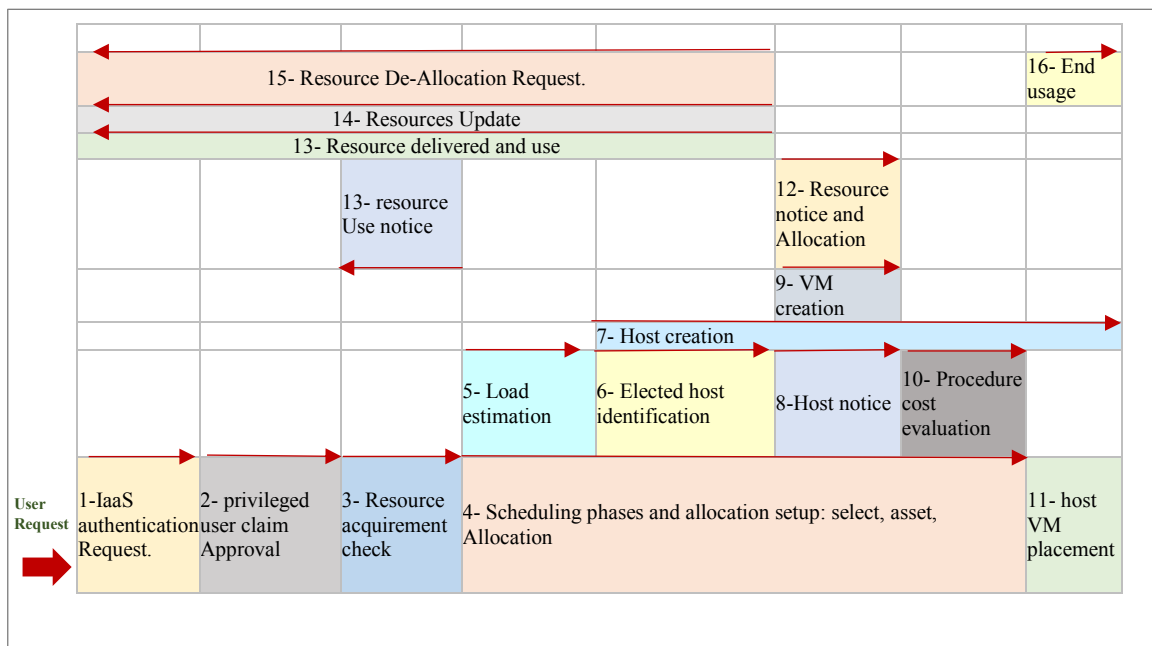 15- Resource De-Allocation Request.
16- End
usage
14- Resources Update
13- Resource delivered and use
13- resource
Use notice
12- Resource
notice and
Allocation
9- VM
creation
7- Host creation
5- Load
estimation
6- Elected host
identification
8-Host notice
10- Procedure
cost
evaluation
User
Request
1-IaaS
authentication
Request.
2- privileged
user claim
Approval
3- Resource
acquirement
check
4- Scheduling phases and allocation setup: select, asset,
Allocation
11- host
VM
placement